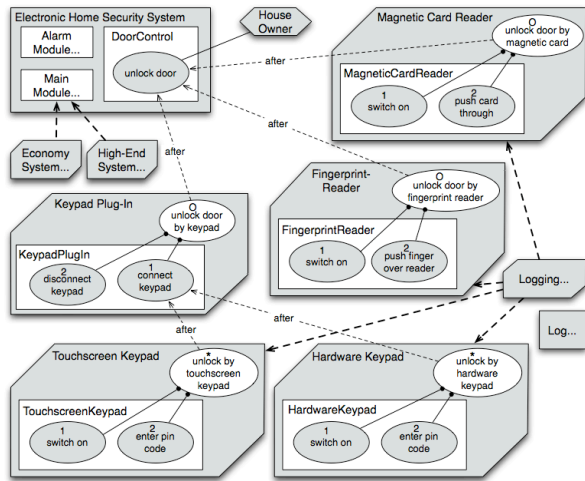 Electronic Home Security System
Alarm
Module...
Main
Module...
DoorControl
unlock door
House
Owner
Magnetic Card Reader
O
unlock door by
magnetic card
MagneticCardReader
1
switch on
2
push card
through
after
after
after
Economy
System...
High-End
System...
Fingerprint-
Reader
O
unlock door by
fingerprint reader
FingerprintReader
1
switch on
2
push finger
over reader
Keypad Plug-In
O
unlock door
by keypad
KeypadPlugIn
2
disconnect
keypad
1
connect
keypad
Logging...
Log...
after
after
Touchscreen Keypad
*
unlock by
touchscreen
keypad
TouchscreenKeypad
1
switch on
2
enter pin
code
Hardware Keypad
*
unlock by
hardware
keypad
HardwareKeypad
1
switch on
2
enter pin
code